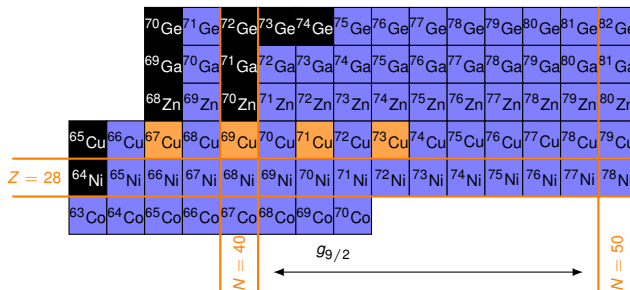 70Ge 71Ge 72Ge 73Ge 74Ge 75Ge 76Ge 77Ge 78Ge 79Ge 80Ge 81Ge 82Ge
69Ga 70Ga 71Ga 72Ga 73Ga 74Ga 75Ga 76Ga 77Ga 78Ga 79Ga 80Ga 81Ga
68Zn 69Zn 70Zn 71Zn 72Zn 73Zn 74Zn 75Zn 76Zn 77Zn 78Zn 79Zn 80Zn
65Cu 66Cu 67Cu 68Cu 69Cu 70Cu 71Cu 72Cu 73Cu 74Cu 75Cu 76Cu 77Cu 78Cu 79Cu
Z = 28 64Ni 65Ni 66Ni 67Ni 68Ni 69Ni 70Ni 71Ni 72Ni 73Ni 74Ni 75Ni 76Ni 77Ni 78Ni
63Co 64Co 65Co 66Co 67Co 68Co 69Co 70Co
N = 40 g9/2 N = 50